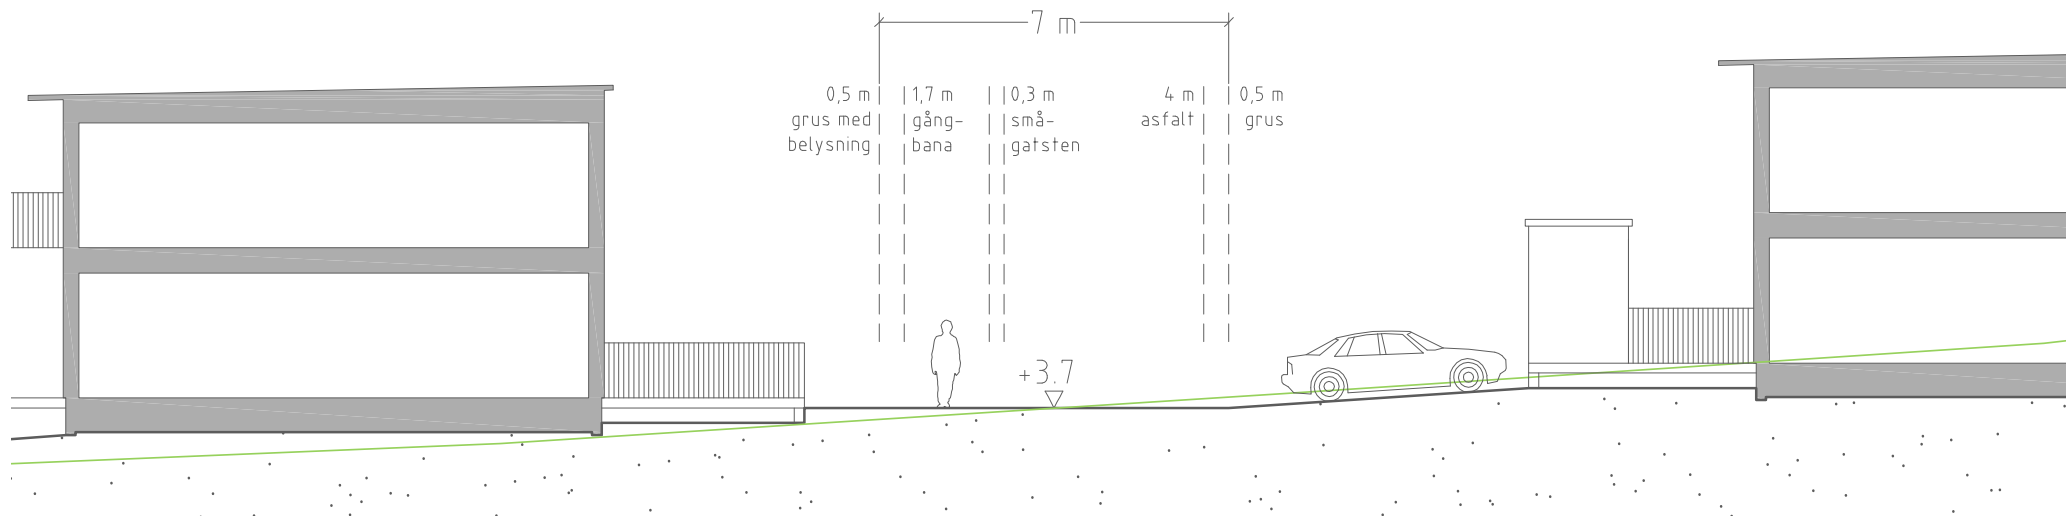 7 m
0,5 m
grus med
belysning
1,7 m
gång-
bana
0,3 m
små-
gatsten
4 m
asfalt
0,5 m
grus
+3.7